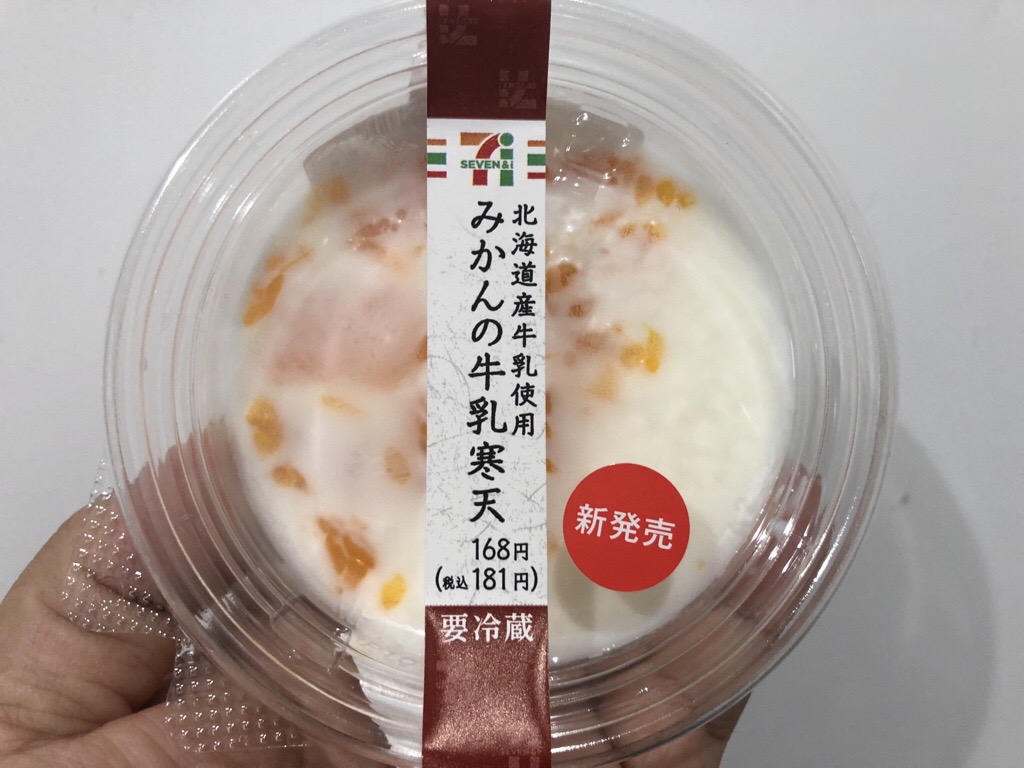 SEVEN&i
北海道産牛乳使用
みかんの牛乳寒天
168円
(税込181円)
新発売
要冷蔵